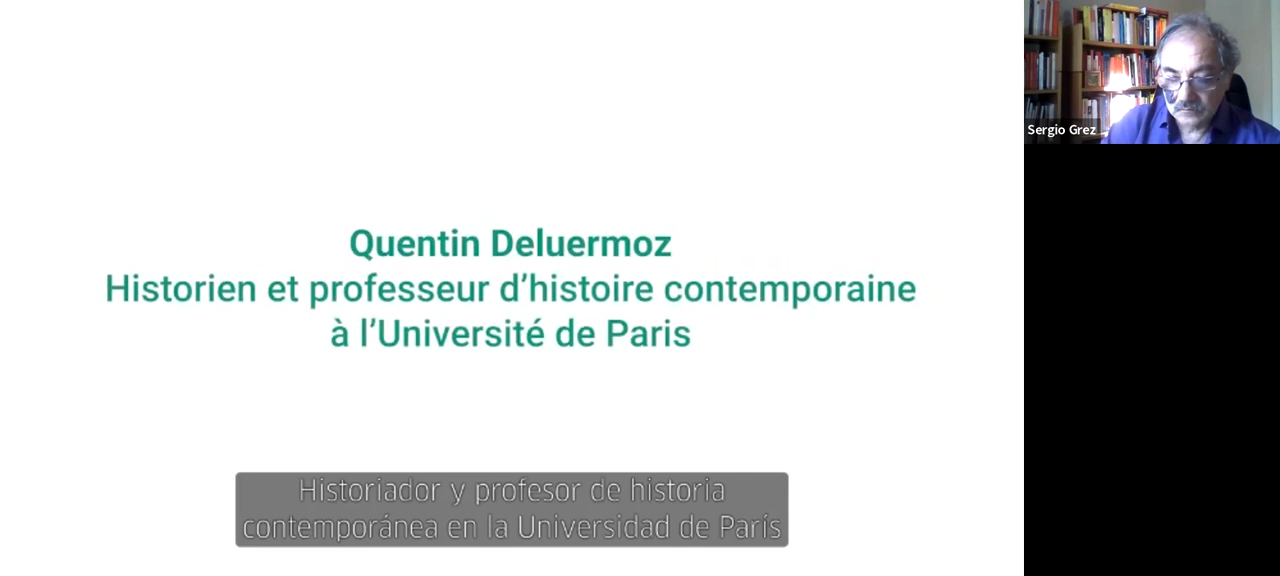 Quentin Deluermoz
Historien et professeur d’histoire contemporaine
à l’Université de Paris
Historiador y profesor de historia
contemporánea en la Universidad de París
Sergio Grez